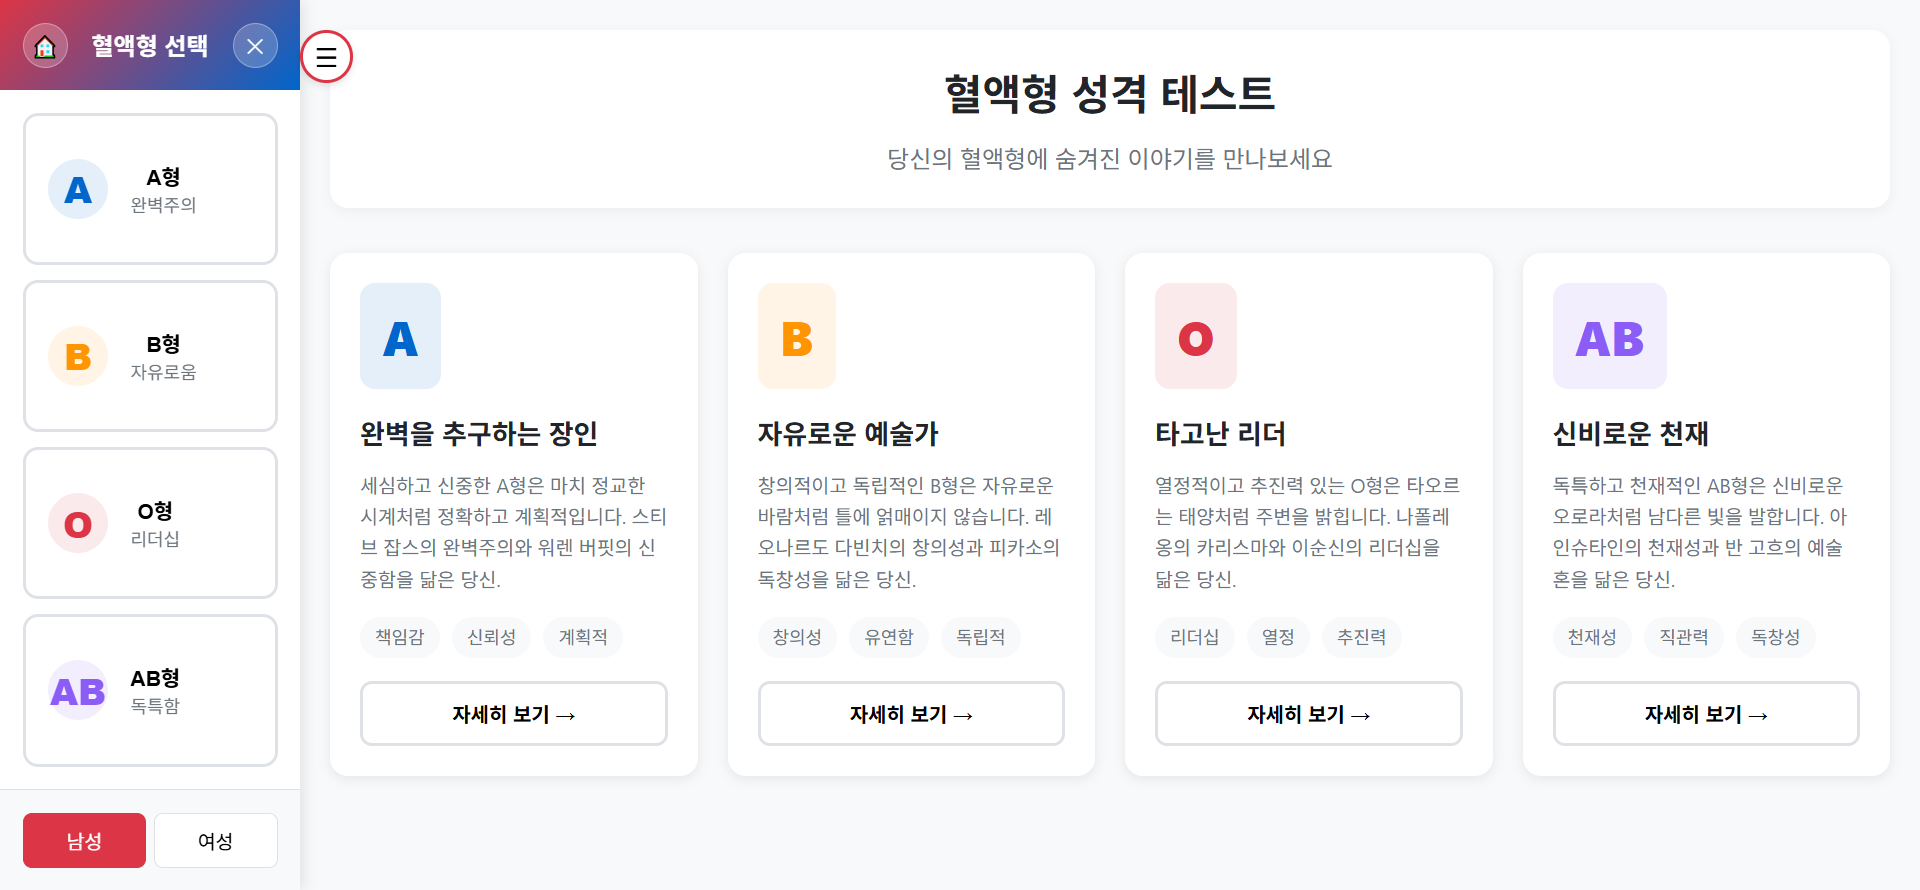 혈액형 선택
A
A형
완벽주의
B
B형
자유로움
O
O형
리더십
AB
AB형
독특함
남성
여성
혈액형 성격 테스트
당신의 혈액형에 숨겨진 이야기를 만나보세요
A
완벽을 추구하는 장인
세심하고 신중한 A형은 마치 정교한
시계처럼 정확하고 계획적입니다. 스티
브 잡스의 완벽주의와 워렌 버핏의 신
중함을 닮은 당신.
책임감
신뢰성
계획적
자세히 보기 →
B
자유로운 예술가
창의적이고 독립적인 B형은 자유로운
바람처럼 틀에 얽매이지 않습니다. 레
오나르도 다빈치의 창의성과 피카소의
독창성을 닮은 당신.
창의성
유연함
독립적
자세히 보기 →
O
타고난 리더
열정적이고 추진력 있는 O형은 타오르
는 태양처럼 주변을 밝힙니다. 나폴레
옹의 카리스마와 이순신의 리더십을
닮은 당신.
리더십
열정
추진력
자세히 보기 →
AB
신비로운 천재
독특하고 천재적인 AB형은 신비로운
오로라처럼 남다른 빛을 발합니다. 아
인슈타인의 천재성과 반 고흐의 예술
혼을 닮은 당신.
천재성
직관력
독창성
자세히 보기 →